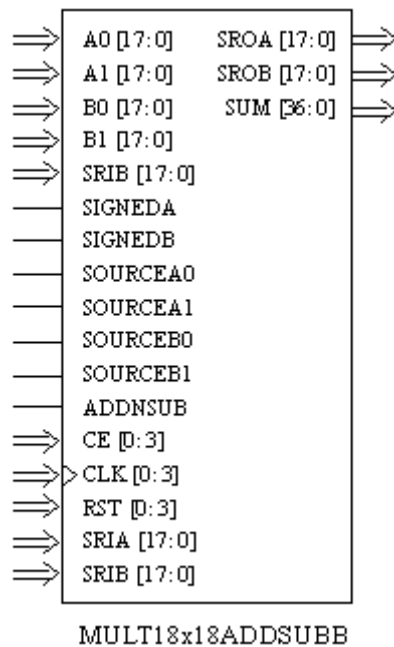 A0 [17:0] SROA [17:0]
A1 [17:0] SROB [17:0]
B0 [17:0] SUM [36:0]
B1 [17:0]
SRIB [17:0]
SIGNEDA
SIGNEDB
SOURCEA0
SOURCEA1
SOURCEB0
SOURCEB1
ADDNSUB
CE [0:3]
CLK [0:3]
RST [0:3]
SRIA [17:0]
SRIB [17:0]
MULT18x18ADDSUBB